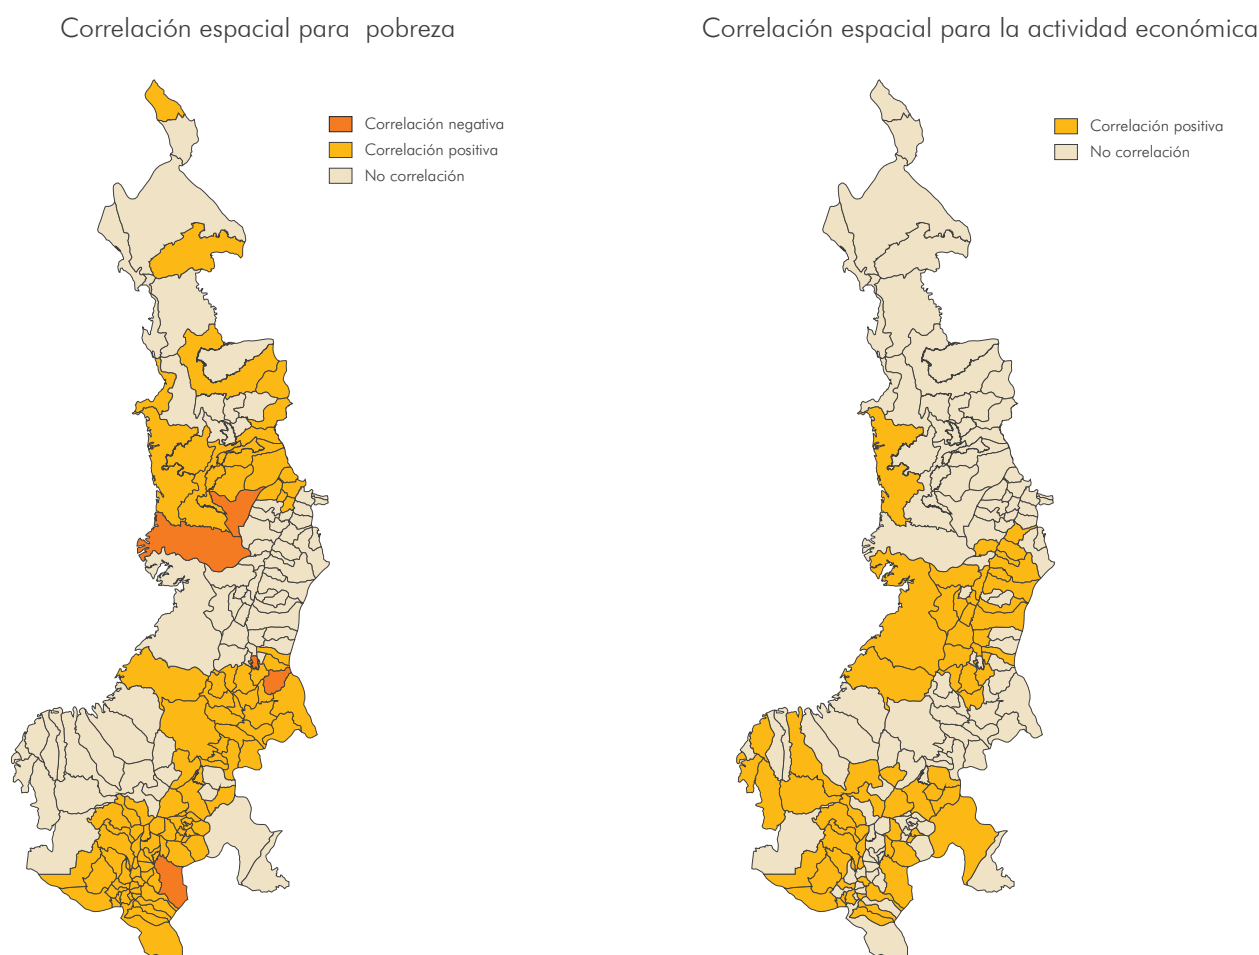 Correlación espacial para pobreza
Correlación espacial para la actividad económica
Correlación negativa
Correlación positiva
No correlación
Correlación positiva
No correlación